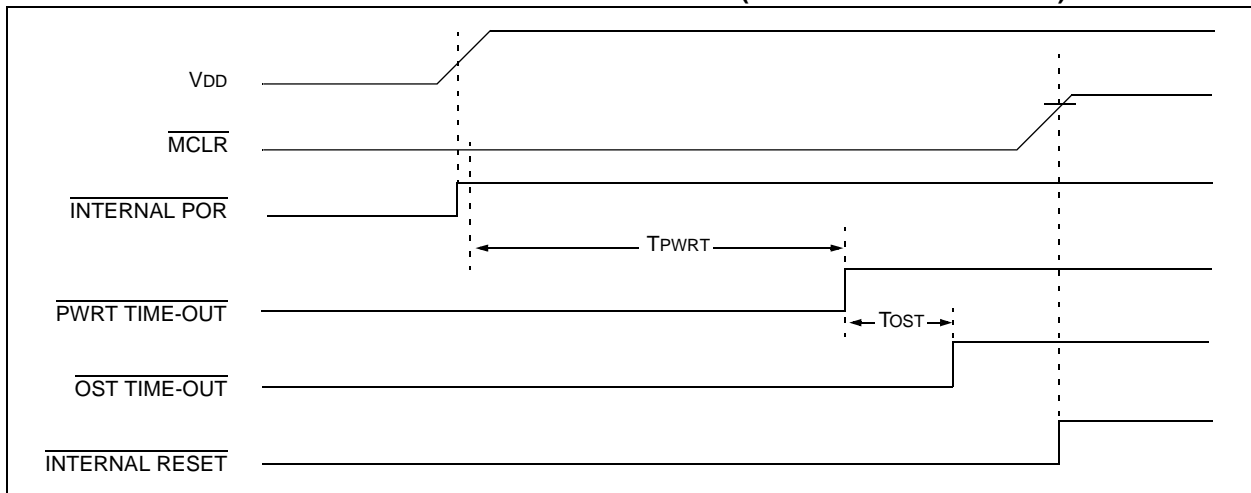 VDD
MCLR
INTERNAL POR
TPWRT
PWRT TIME-OUT
TOST
OST TIME-OUT
INTERNAL RESET